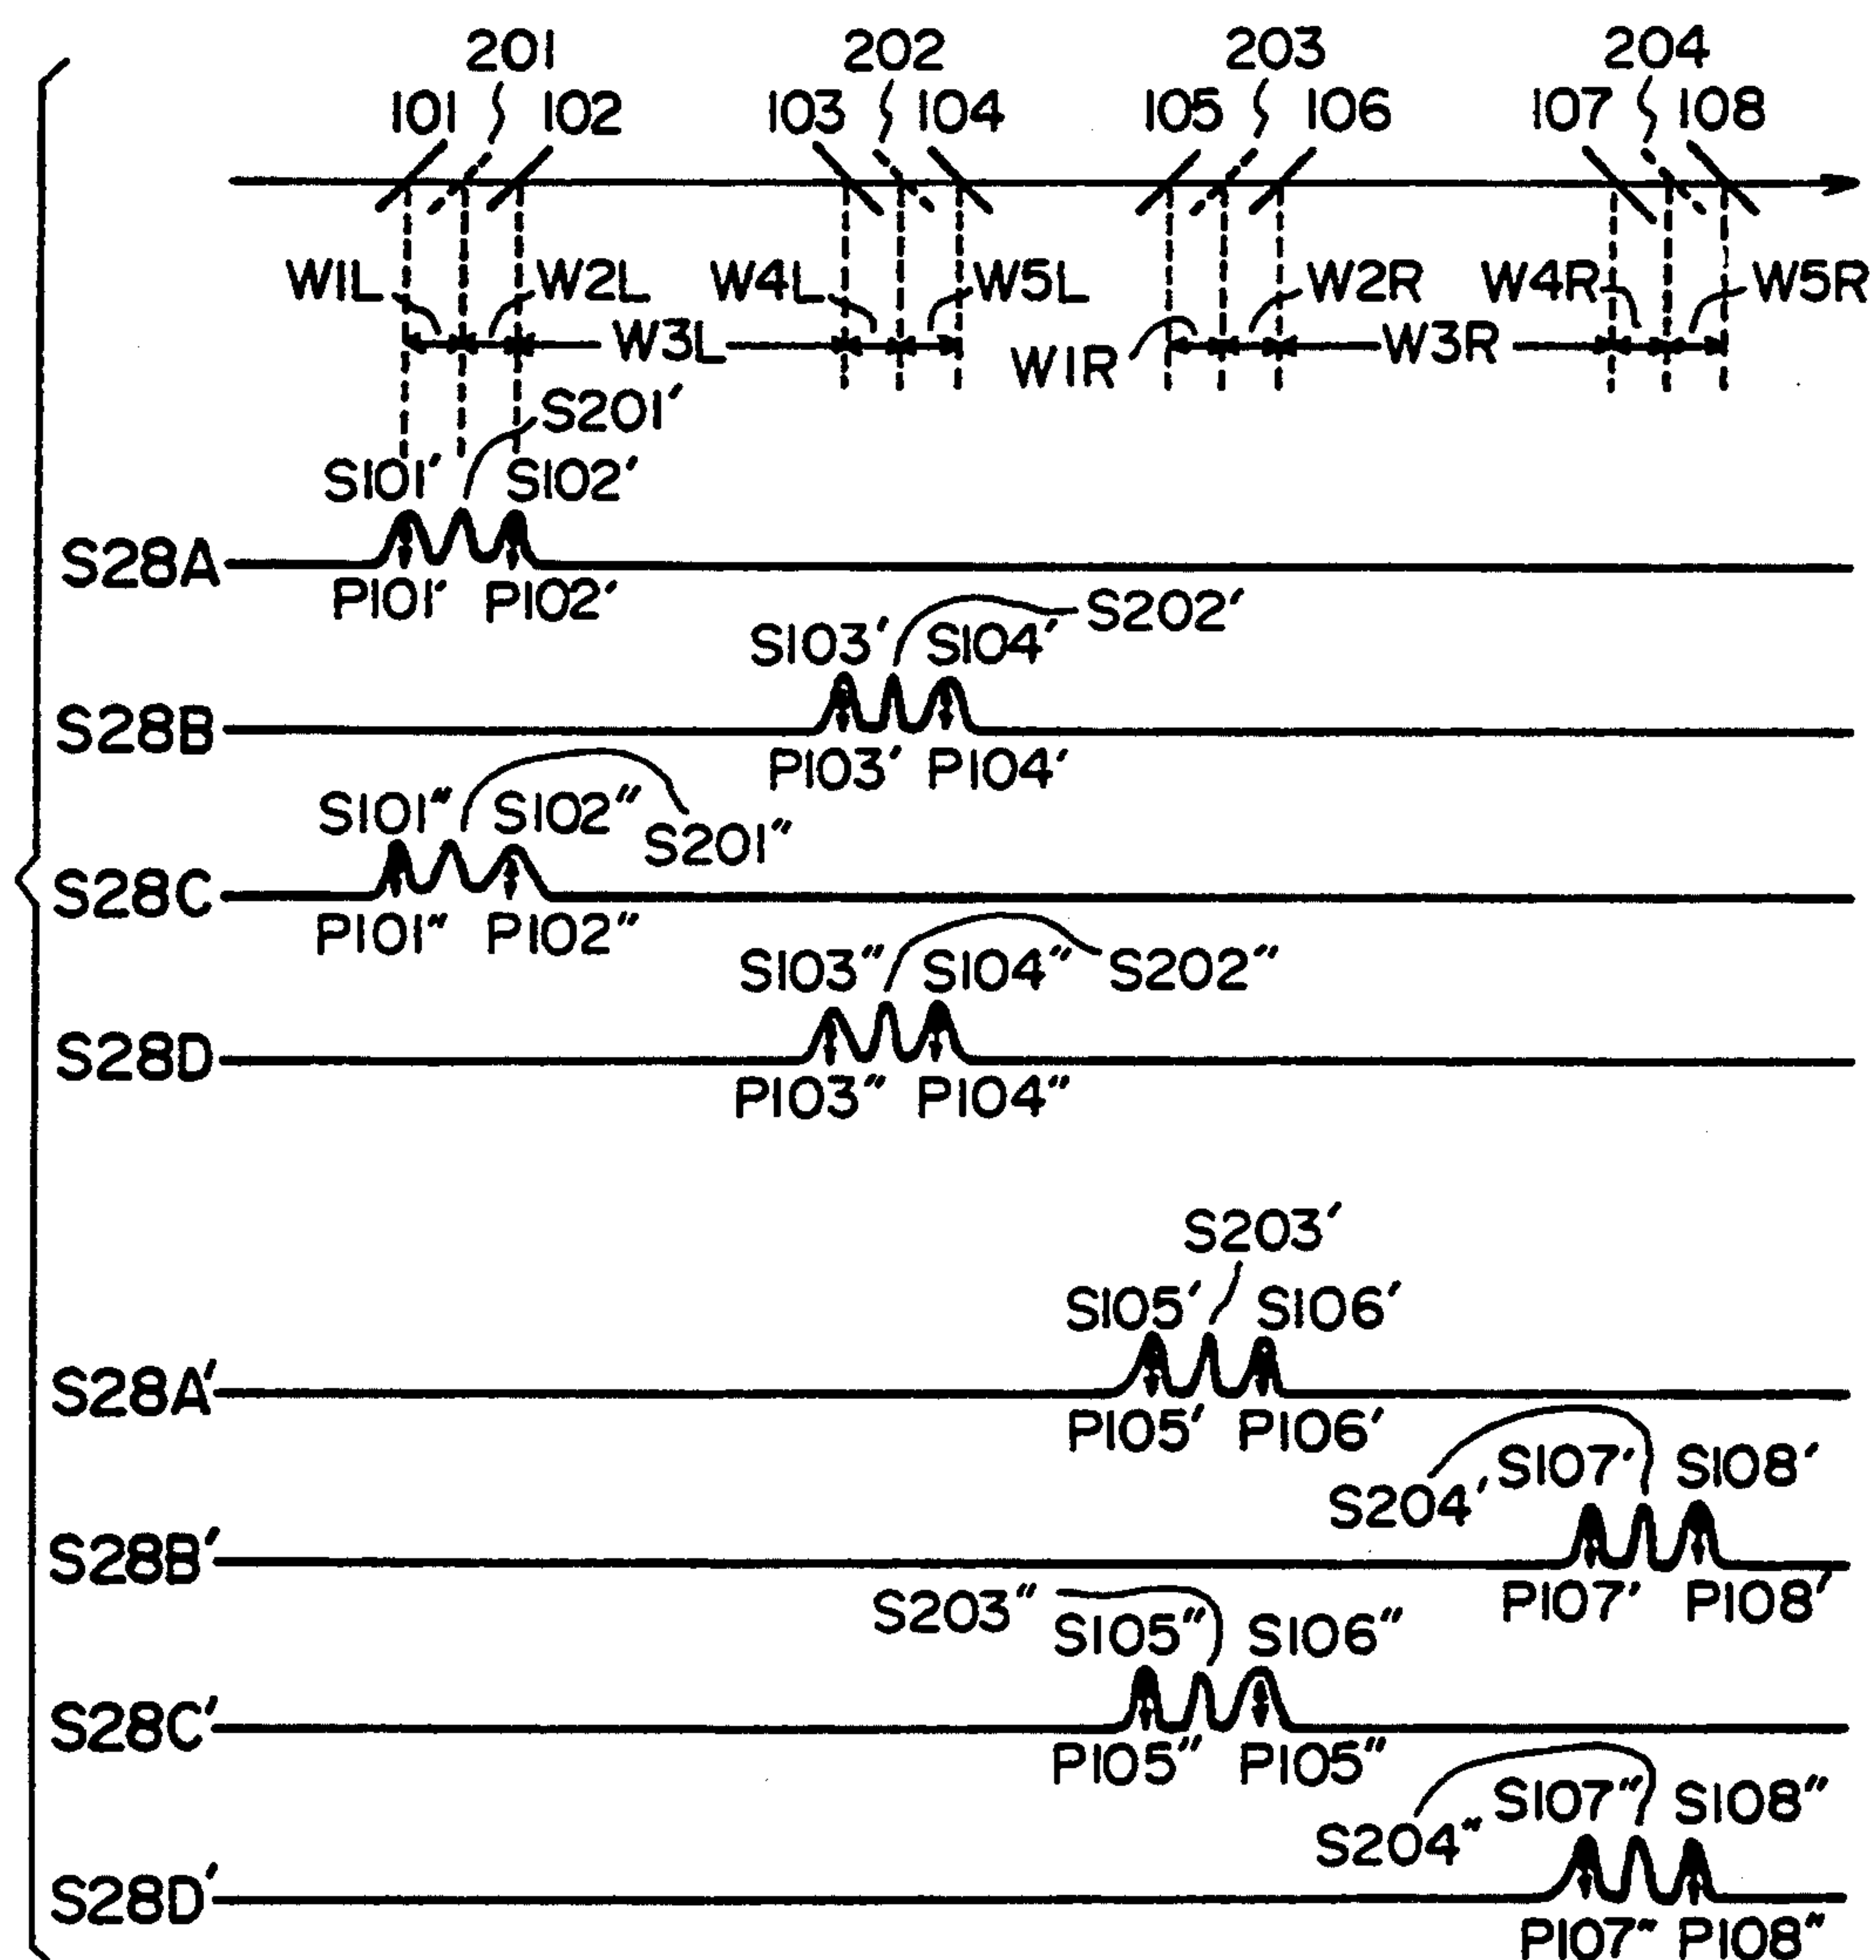 201 202 203 204
101 102 103 104 105 106 107 108
W1L W2L W4L W5L W2R W4R W5R
W3L W1R W3R
S201'
S101' S102'
S28A
P101' P102'
S202'
S103' S104'
S28B
P103' P104'
S101" S102"
S201"
S28C
P101" P102"
S103" S104" S202"
S28D
P103" P104"
S203'
S105' S106'
S28A'
P105' P106'
S107' S108'
S204'
S28B'
P107' P108'
S203"
S105" S106"
S28C'
P105" P105"
S107" S108"
S204"
S28D'
P107" P108"